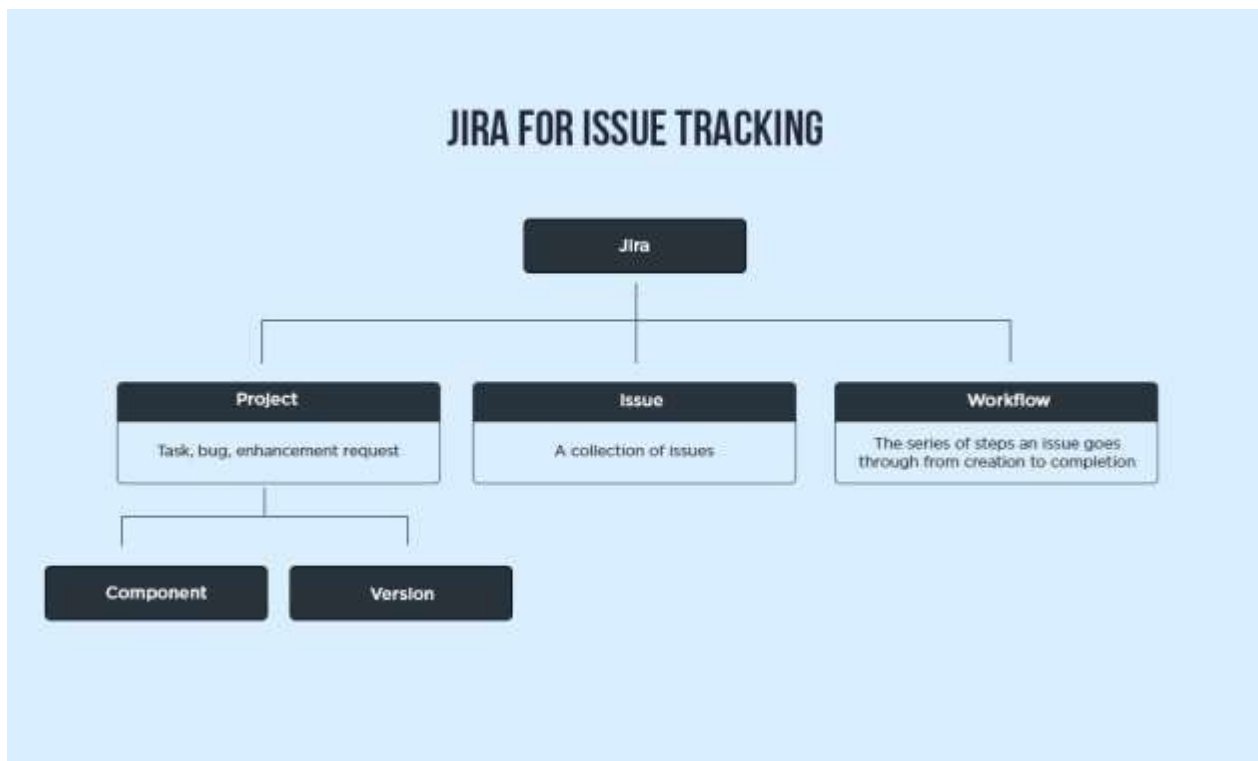 JIRA FOR ISSUE TRACKING
Jira
Project
Task, bug, enhancement request
Issue
A collection of issues
Workflow
The series of steps an issue goes
through from creation to completion
Component
Version